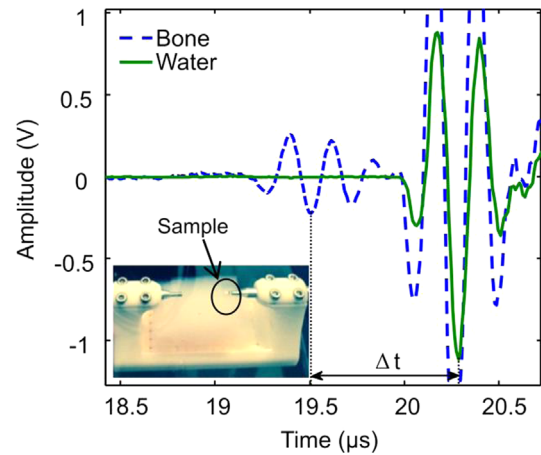 Bone
Water
1
0.5
0
-0.5
-1
Amplitude (V)
Sample
Δ t
18.5
19
19.5
20
20.5
Time (μs)